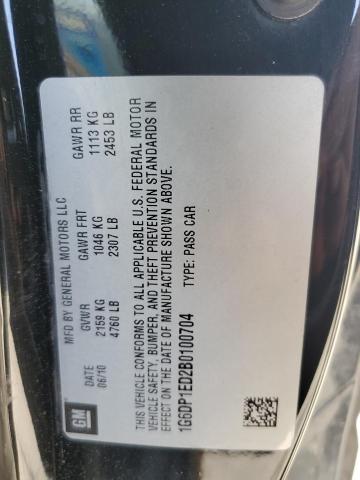 GM
MFD BY GENERAL MOTORS LLC
DATE GVWR GAWR FRT GAWR RR
06/10 2159 KG 1046 KG 1113 KG
4760 LB 2307 LB 2453 LB
THIS VEHICLE CONFORMS TO ALL APPLICABLE U.S. FEDERAL MOTOR
VEHICLE SAFETY, BUMPER, AND THEFT PREVENTION STANDARDS IN
EFFECT ON THE DATE OF MANUFACTURE SHOWN ABOVE.
1G6DP1ED2B0100704 TYPE: PASS CAR